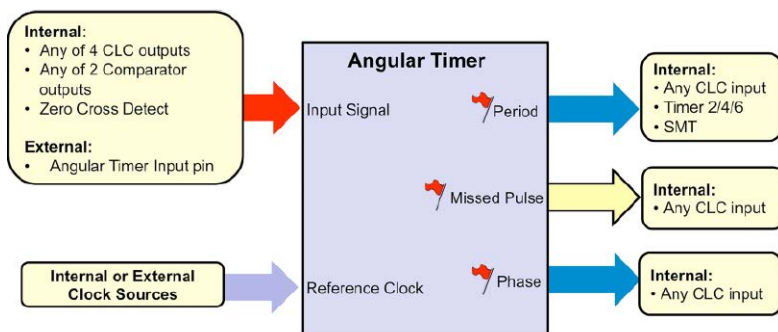 Internal:
• Any of 4 CLC outputs
• Any of 2 Comparator
outputs
• Zero Cross Detect
External:
• Angular Timer Input pin
Internal or External
Clock Sources
Angular Timer
Input Signal
Period
Missed Pulse
Reference Clock
Phase
Internal:
• Any CLC input
• Timer 2/4/6
• SMT
Internal:
• Any CLC input
Internal:
• Any CLC input